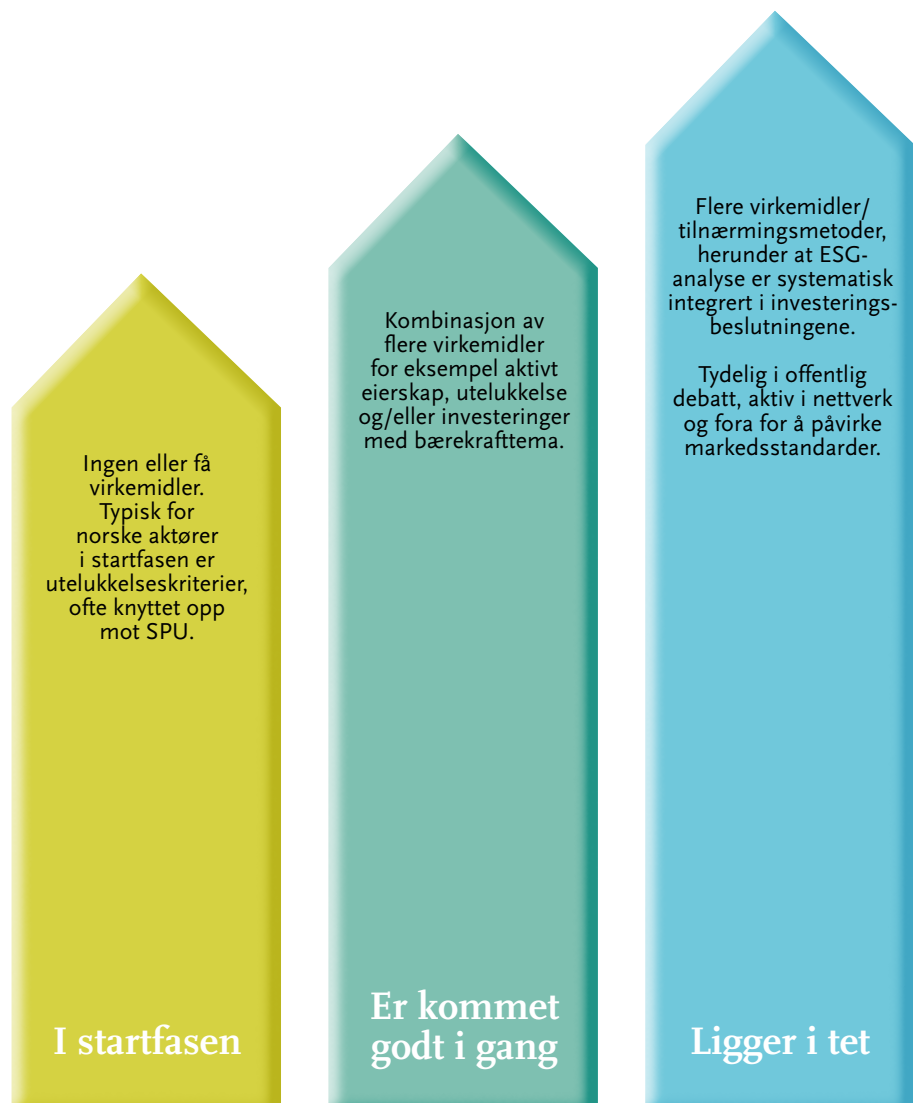 Ingen eller få
virkemidler.
Typisk for
norske aktører
i startfasen er
utelukkelseskriterier,
ofte knyttet opp
mot SPU.
I startfasen
Kombinasjon av
flere virkemidler
for eksempel aktivt
eierskap, utelukkelse
og/eller investeringer
med bærekrafttema.
Er kommet
godt i gang
Flere virkemidler/
tilnærmingsmetoder,
herunder at ESG-
analyse er systematisk
integrert i investerings-
beslutningene.
Tydelig i offentlig
debatt, aktiv i nettverk
og fora for å påvirke
markedsstandarder.
Ligger i tet